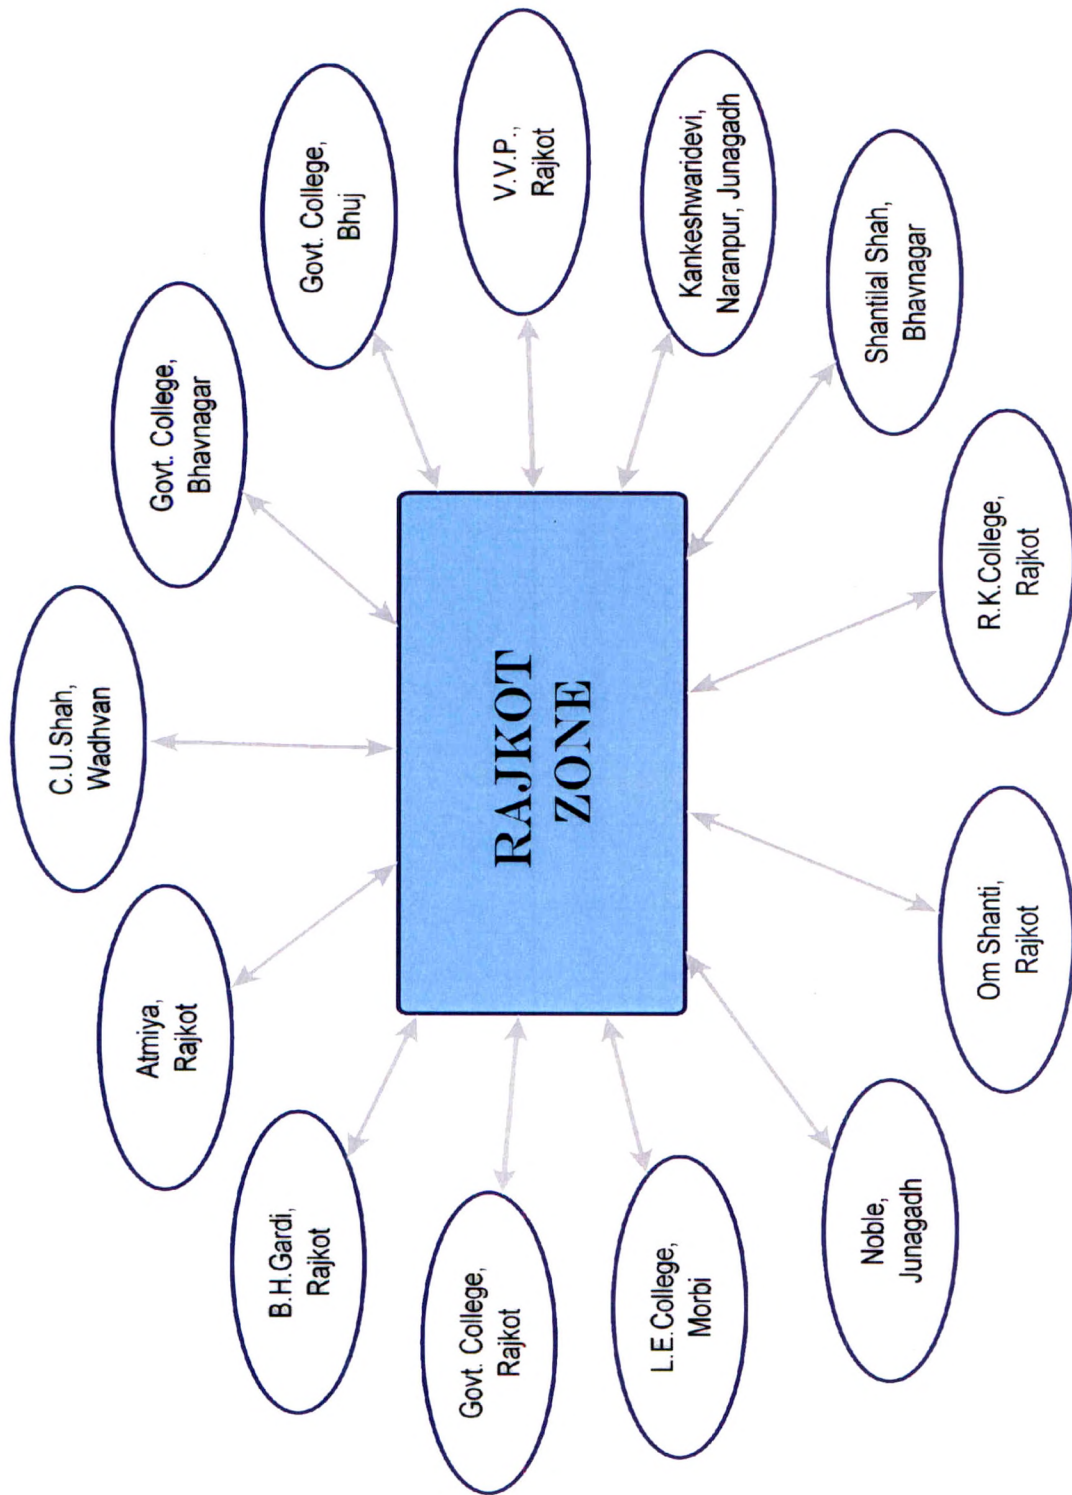 RAJKOT
ZONE
C.U.Shah,
Wadhvan
Govt. College,
Bhavnagar
Govt. College,
Bhuj
V.V.P.,
Rajkot
Kankeshwaridevi,
Naranpur, Junagadh
Shantilal Shah,
Bhavnagar
R.K.College,
Rajkot
Om Shanti,
Rajkot
Noble,
Junagadh
L.E.College,
Morbi
Govt. College,
Rajkot
B.H.Gardi,
Rajkot
Atmiya,
Rajkot